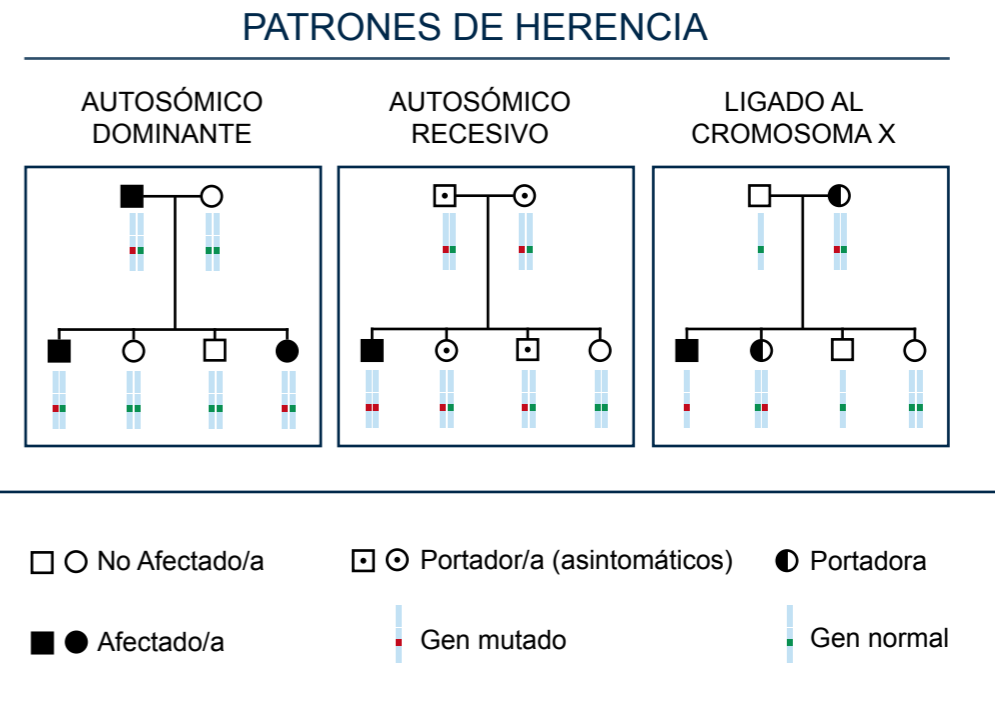 PATRONES DE HERENCIA
AUTOSÓMICO
DOMINANTE
AUTOSÓMICO
RECESIVO
LIGADO AL
CROMOSOMA X
No Afectado/a
Portador/a (asintomáticos)
Portadora
Afectado/a
Gen mutado
Gen normal